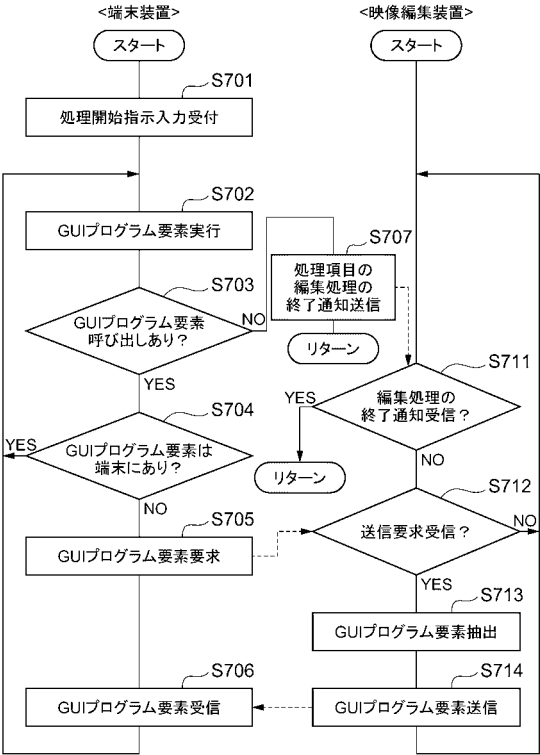 <端末装置>
スタート
S701
処理開始指示入力受付
S702
GUIプログラム要素実行
S703
GUIプログラム要素
呼び出しあり？
NO
YES
S704
GUIプログラム要素は
端末にあり？
YES
NO
S705
GUIプログラム要素要求
S706
GUIプログラム要素受信
S707
処理項目の
編集処理の
終了通知送信
リターン
<映像編集装置>
スタート
S711
編集処理の
終了通知受信？
YES
リターン
NO
S712
送信要求受信？
NO
YES
S713
GUIプログラム要素抽出
S714
GUIプログラム要素送信